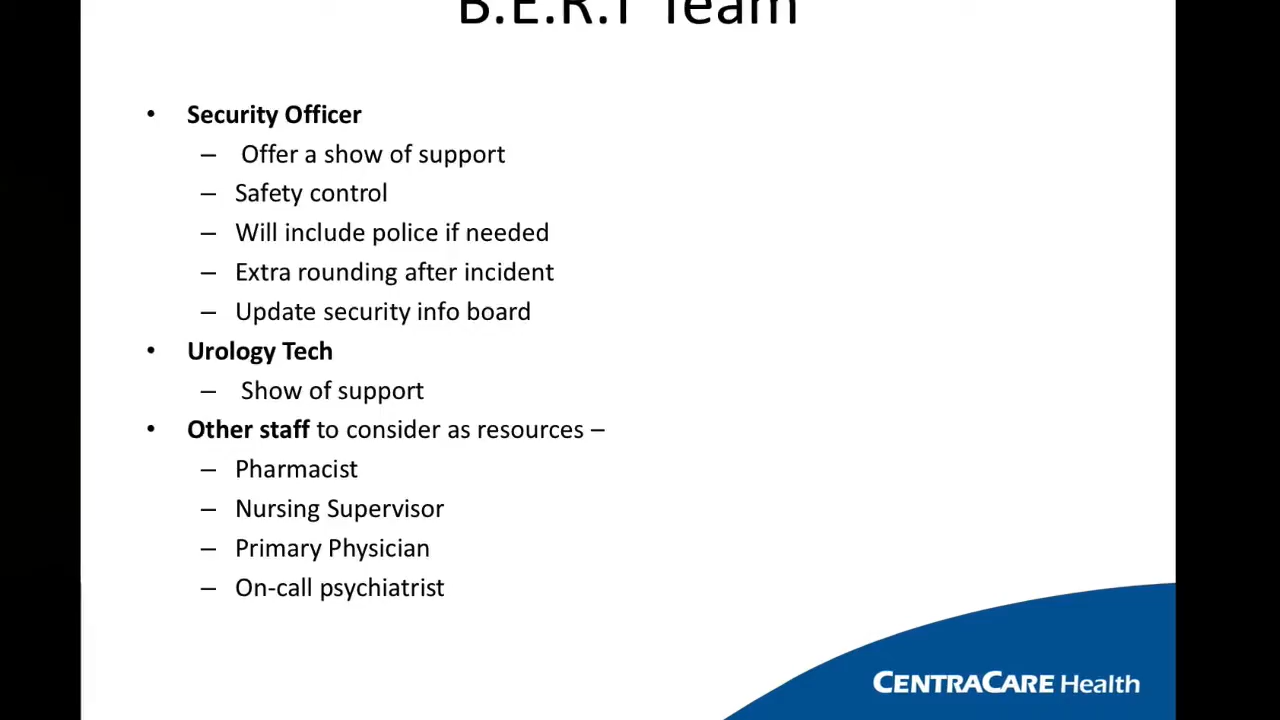 B.E.R.T Team
• Security Officer
– Offer a show of support
– Safety control
– Will include police if needed
– Extra rounding after incident
– Update security info board
• Urology Tech
– Show of support
• Other staff to consider as resources –
– Pharmacist
– Nursing Supervisor
– Primary Physician
– On-call psychiatrist
CENTRACARE Health